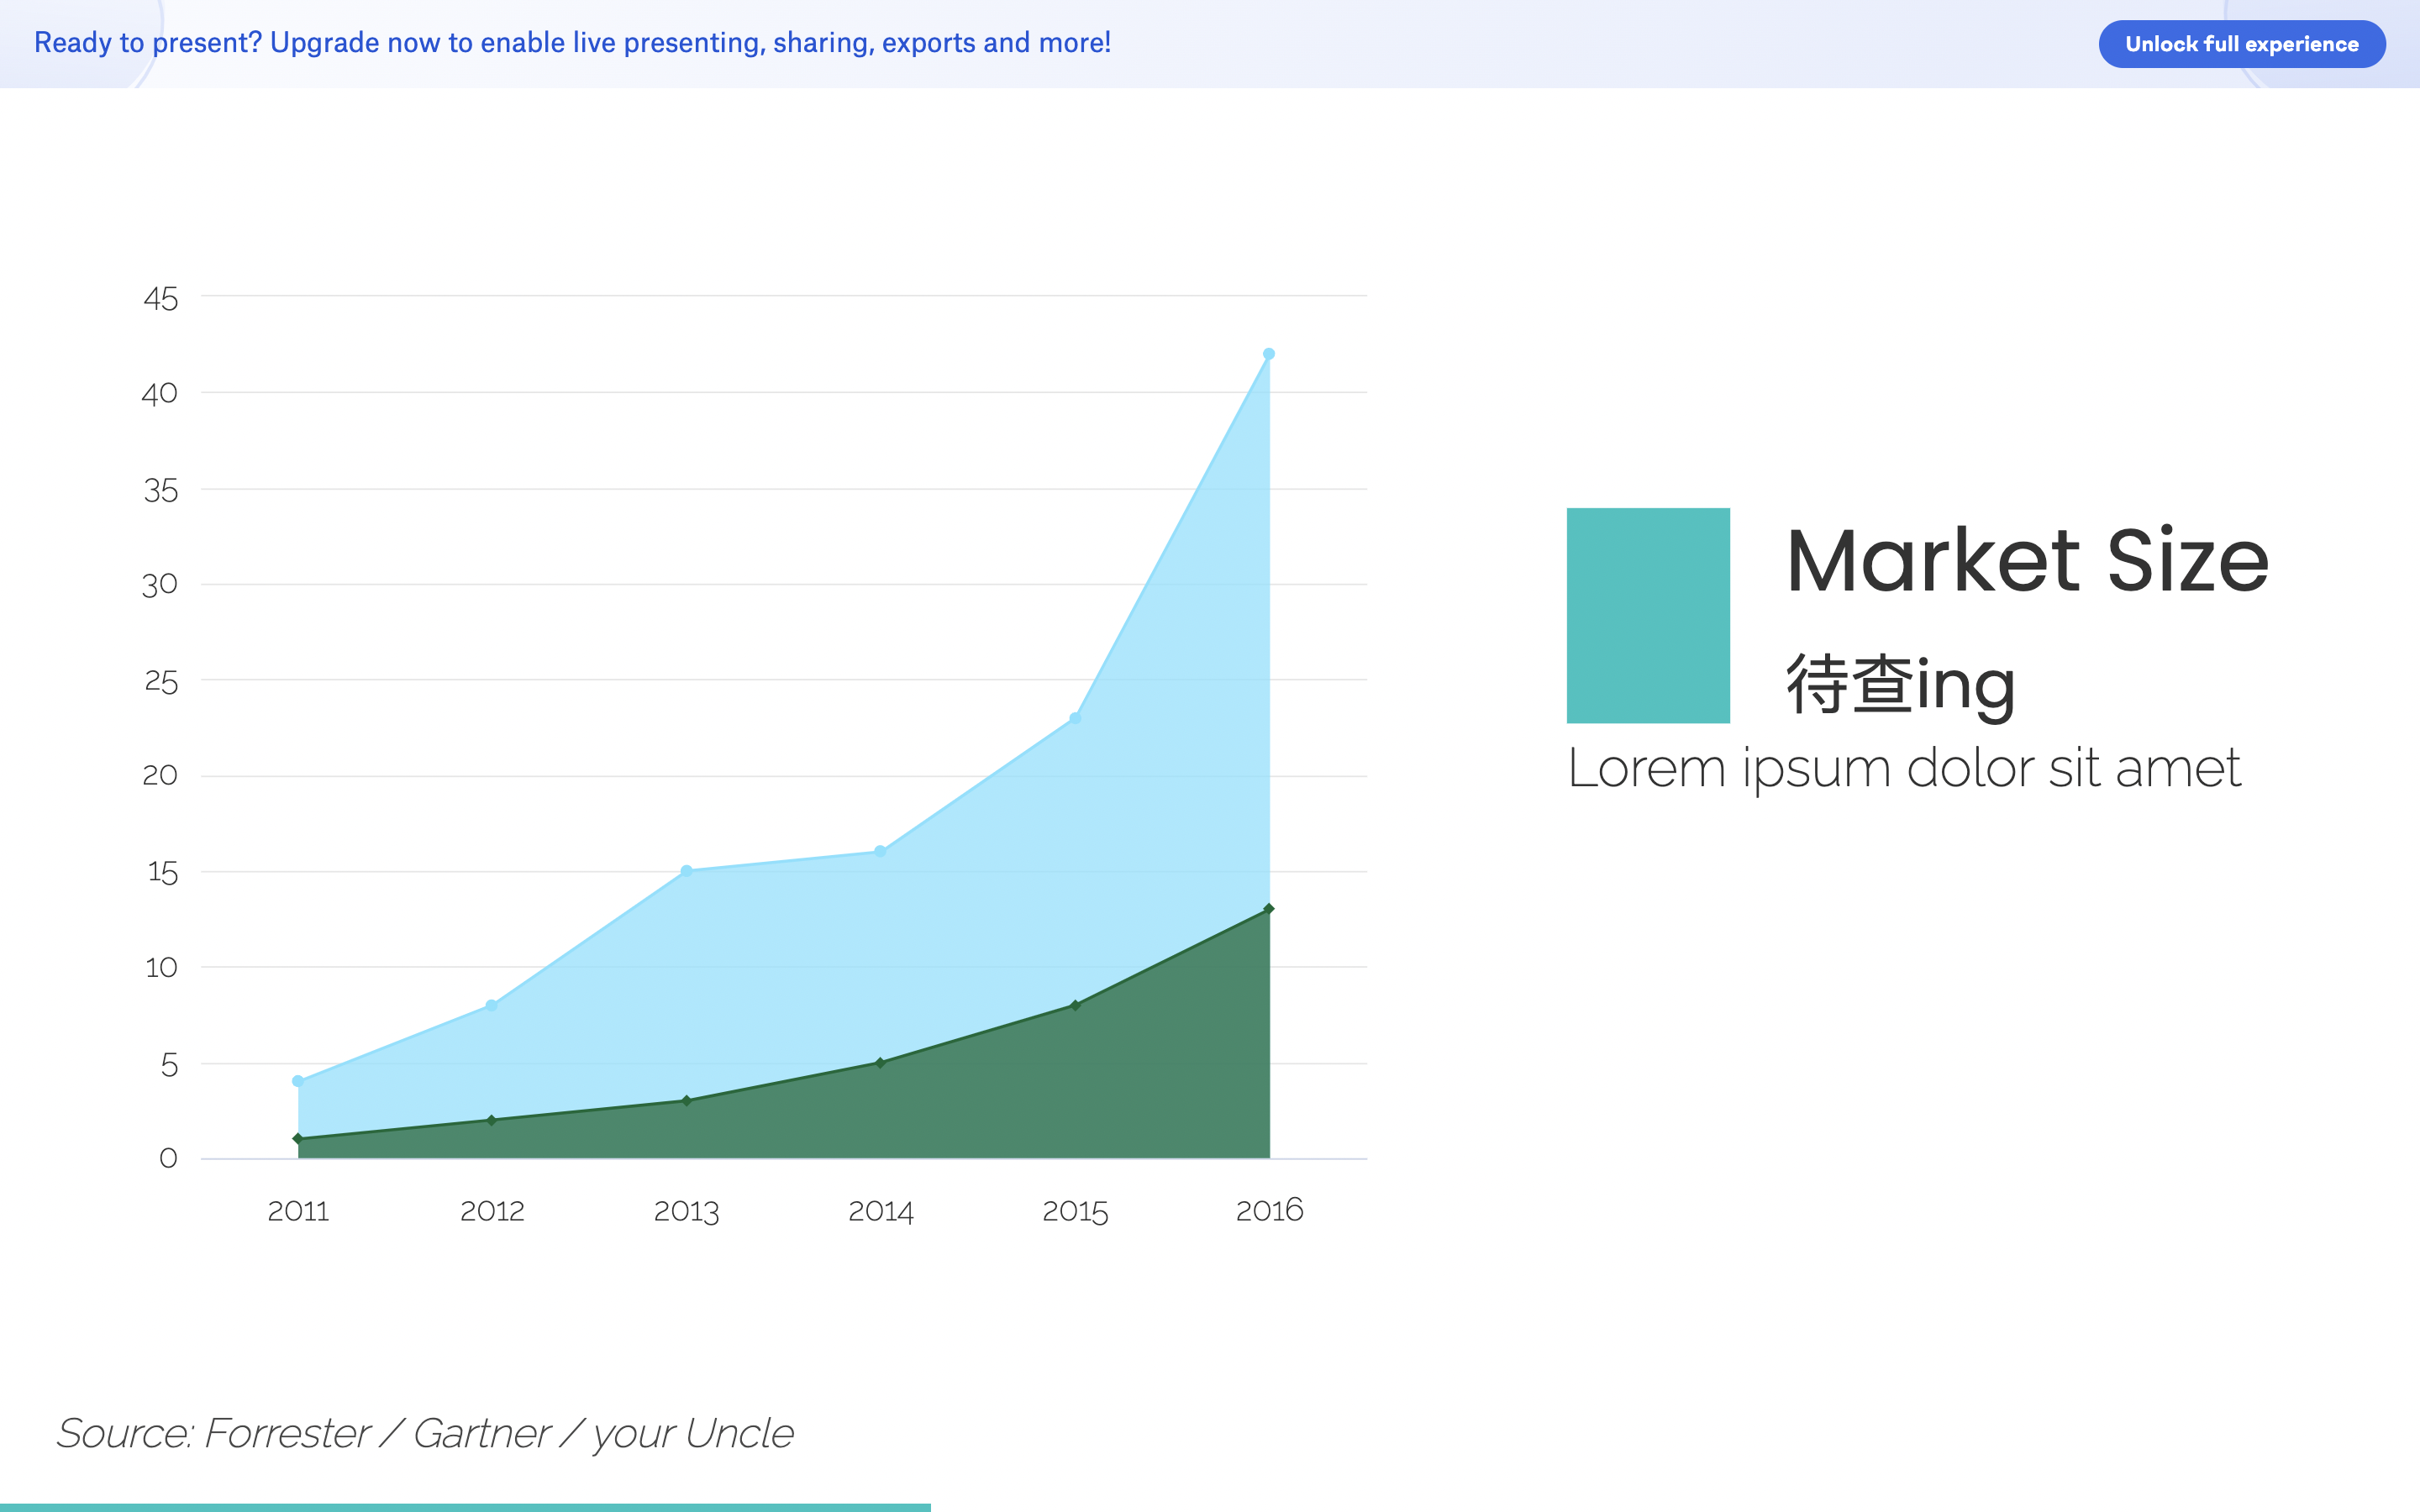 Ready to present? Upgrade now to enable live presenting, sharing, exports and more!
Unlock full experience
45
40
35
30
25
20
15
10
5
0
2011 2012 2013 2014 2015 2016
Market Size
待查ing
Lorem ipsum dolor sit amet
Source: Forrester / Gartner / your Uncle